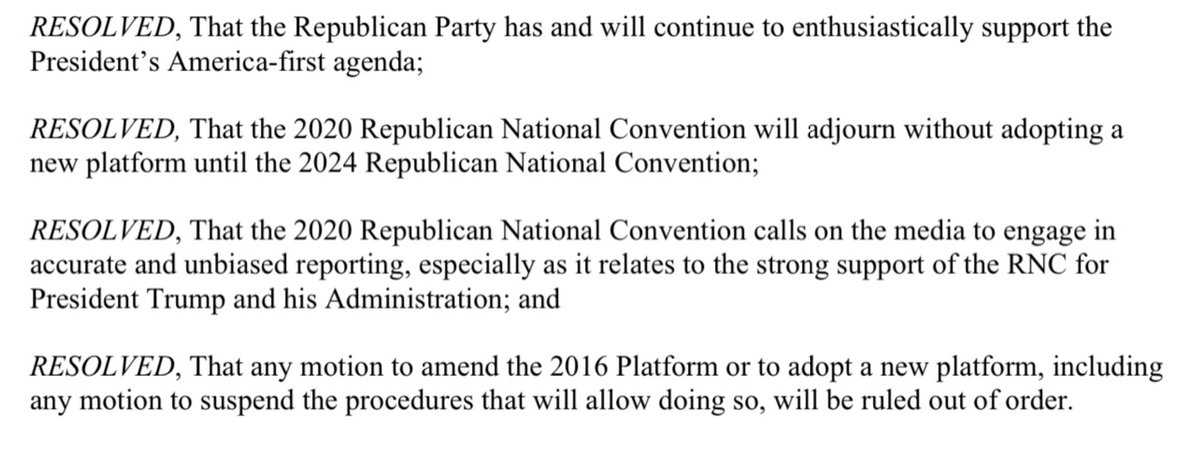 RESOLVED, That the Republican Party has and will continue to enthusiastically support the
President’s America-first agenda;
RESOLVED, That the 2020 Republican National Convention will adjourn without adopting a
new platform until the 2024 Republican National Convention;
RESOLVED, That the 2020 Republican National Convention calls on the media to engage in
accurate and unbiased reporting, especially as it relates to the strong support of the RNC for
President Trump and his Administration; and
RESOLVED, That any motion to amend the 2016 Platform or to adopt a new platform, including
any motion to suspend the procedures that will allow doing so, will be ruled out of order.